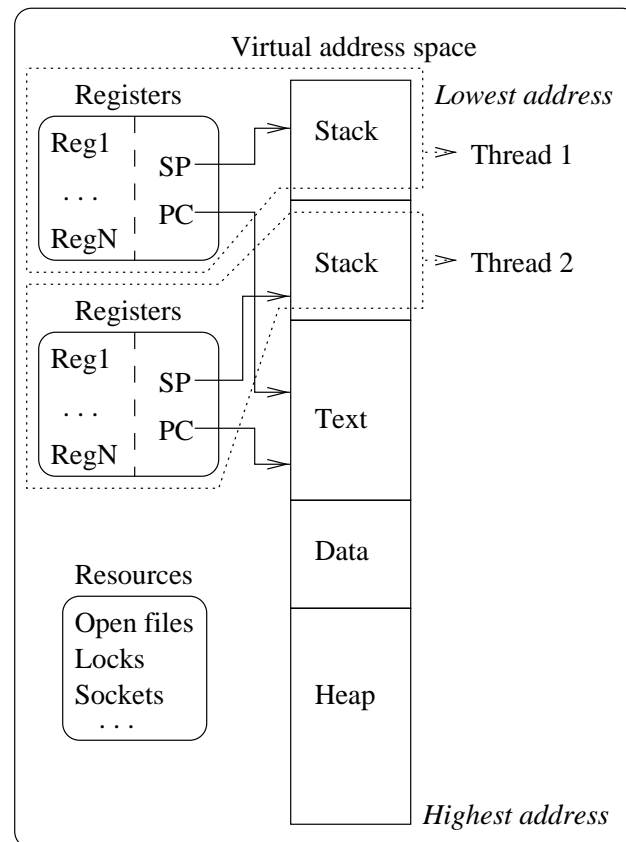 Virtual address space
Registers
Lowest address
Reg1
SP
Stack
Thread 1
. . .
PC
RegN
Stack
Thread 2
Registers
Reg1
SP
. . .
PC
Text
RegN
Data
Resources
Open files
Locks
Sockets
. . .
Heap
Highest address